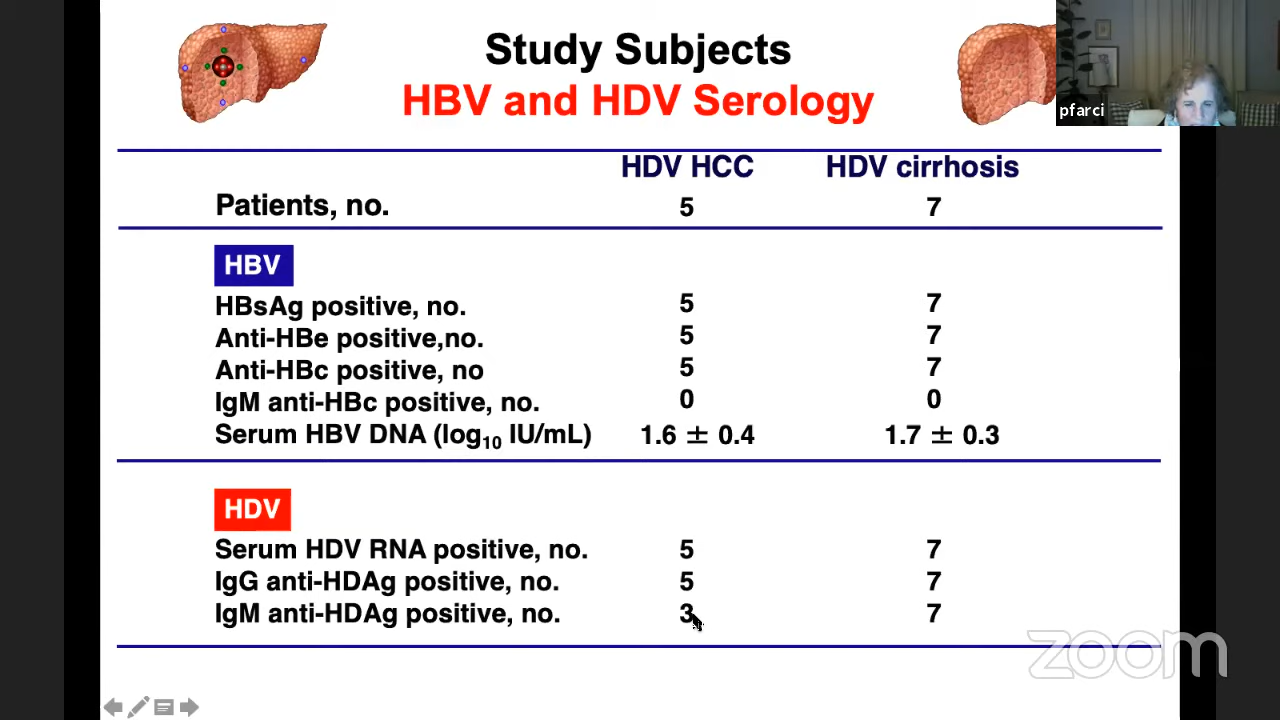 Study Subjects
HBV and HDV Serology
pfarci
HDV HCC HDV cirrhosis
Patients, no. 5 7
HBV
HBsAg positive, no. 5 7
Anti-HBe positive,no. 5 7
Anti-HBc positive, no 5 7
IgM anti-HBc positive, no. 0 0
Serum HBV DNA (log₁₀ IU/mL) 1.6 ± 0.4 1.7 ± 0.3
HDV
Serum HDV RNA positive, no. 5 7
IgG anti-HDAg positive, no. 5 7
IgM anti-HDAg positive, no. 3 7
zoom